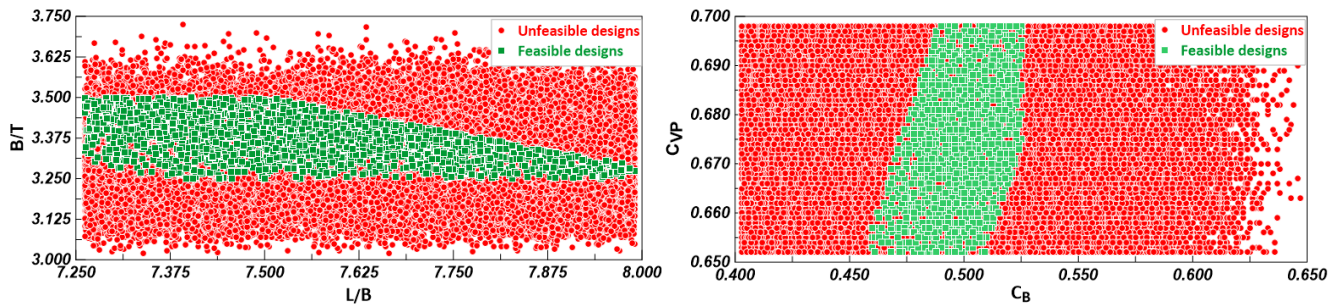 3.750
3.625
3.500
3.375
3.250
3.125
3.000
B/T
Unfeasible designs
Feasible designs
7.250 7.375 7.500 7.625 7.750 7.875 8.000
L/B
0.700
0.690
0.680
0.670
0.660
0.650
CVP
Unfeasible designs
Feasible designs
0.400 0.450 0.500 0.550 0.600 0.650
CB